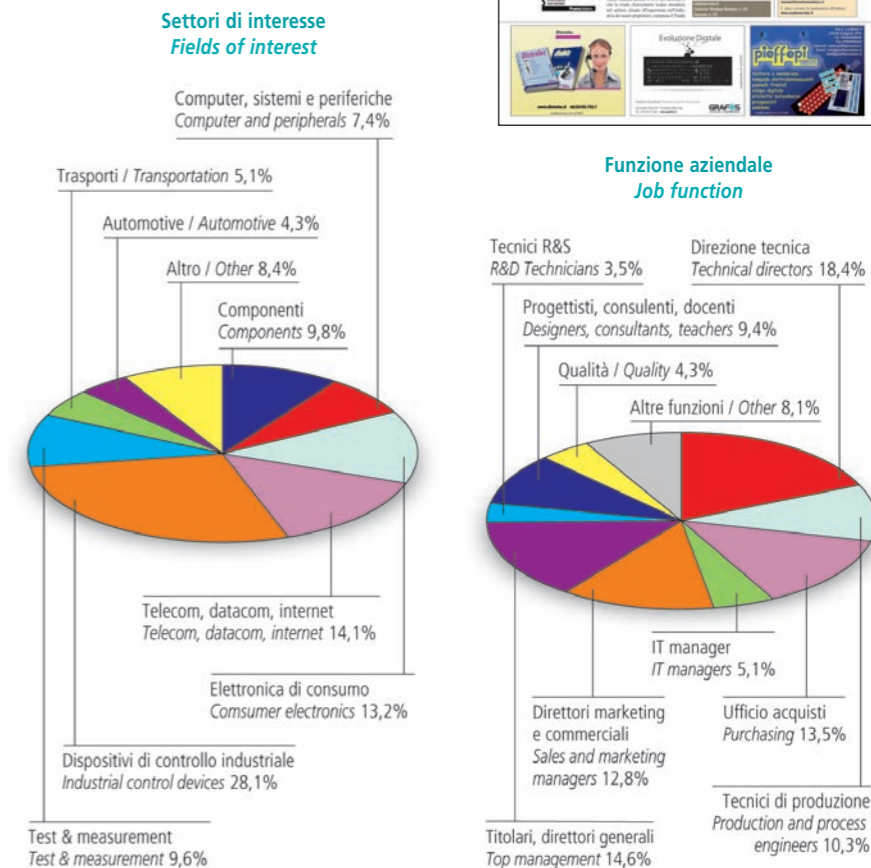 Settori di interesse
Fields of interest
Computer, sistemi e periferiche
Computer and peripherals 7,4%
Trasporti / Transportation 5,1%
Automotive / Automotive 4,3%
Altro / Other 8,4%
Componenti
Components 9,8%
Telecom, datacom, internet
Telecom, datacom, internet 14,1%
Elettronica di consumo
Comsumer electronics 13,2%
Dispositivi di controllo industriale
Industrial control devices 28,1%
Test & measurement
Test & measurement 9,6%
Evoluzione Digitale
GRAFOS
pieffepi
Funzione aziendale
Job function
Tecnici R&S
R&D Technicians 3,5%
Direzione tecnica
Technical directors 18,4%
Progettisti, consulenti, docenti
Designers, consultants, teachers 9,4%
Qualità / Quality 4,3%
Altre funzioni / Other 8,1%
IT manager
IT managers 5,1%
Direttori marketing
e commerciali
Sales and marketing
managers 12,8%
Ufficio acquisti
Purchasing 13,5%
Titolari, direttori generali
Top management 14,6%
Tecnici di produzione
Production and process
engineers 10,3%